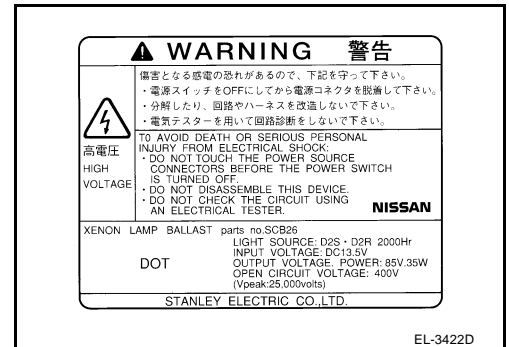 WARNING 警告
傷害となる感電の恐れがあるので、下記を守って下さい。
・電源スイッチをOFFにしてから電源コネクタを脱着して下さい。
・分解したり、回路やハーネスを改造しないで下さい。
・電気テスターを用いて回路診断をしないで下さい。
高電圧
HIGH
VOLTAGE
TO AVOID DEATH OR SERIOUS PERSONAL
INJURY FROM ELECTRICAL SHOCK:
・DO NOT TOUCH THE POWER SOURCE
CONNECTORS BEFORE THE POWER SWITCH
IS TURNED OFF.
・DO NOT DISASSEMBLE THIS DEVICE.
・DO NOT CHECK THE CIRCUIT USING
AN ELECTRICAL TESTER.
NISSAN
XENON LAMP BALLAST parts no.SCB26
DOT
LIGHT SOURCE: D2S・D2R 2000Hr
INPUT VOLTAGE: DC13.5V
OUTPUT VOLTAGE. POWER: 85V.35W
OPEN CIRCUIT VOLTAGE: 400V
(Vpeak:25,000volts)
STANLEY ELECTRIC CO.,LTD.
EL-3422D